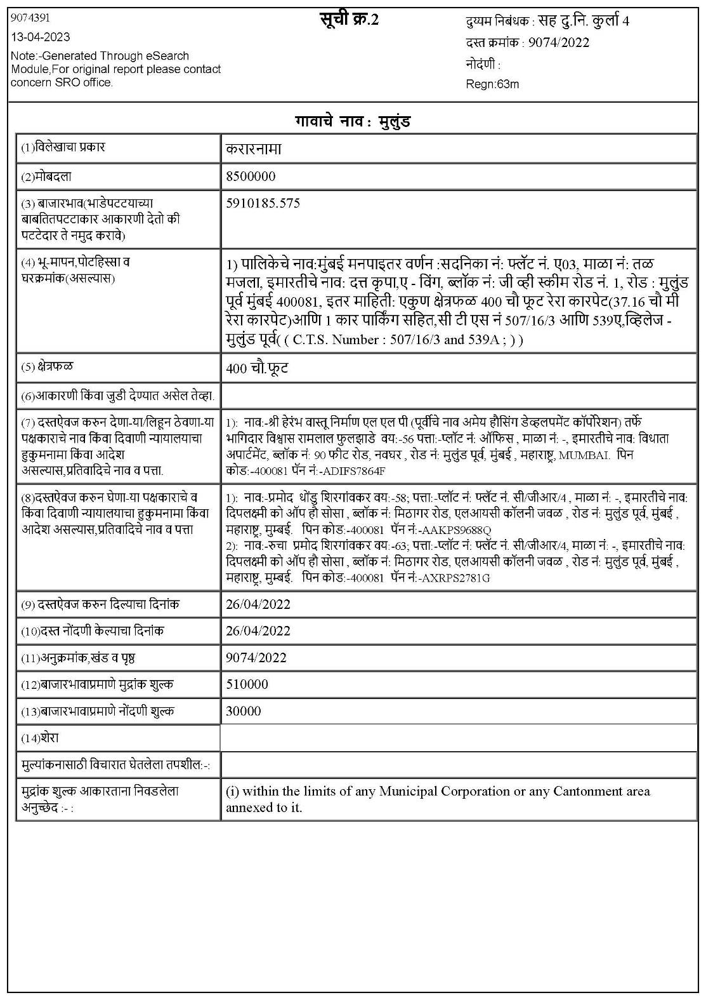 9074391
13-04-2023
Note:-Generated Through eSearch
Module,For original report please contact
concern SRO office.
सूची क्र.2
दुय्यम निबंधक : सह दु.नि. कुर्ला 4
दस्त क्रमांक : 9074/2022
नोदंणी :
Regn:63m
गावाचे नाव : मुलुंड
(1)विलेखाचा प्रकार
करारनामा
(2)मोबदला
8500000
(3) बाजारभाव(भाडेपटटयाच्या
बाबतितपटटाकार आकारणी देतो की
पटटेदार ते नमुद करावे)
5910185.575
(4) भू-मापन,पोटहिस्सा व
घरक्रमांक(असल्यास)
1) पालिकेचे नाव:मुंबई मनपाइतर वर्णन :सदनिका नं: फ्लॅट नं. ए03, माळा नं: तळ
मजला, इमारतीचे नाव: दत्त कृपा,ए - विंग, ब्लॉक नं: जी व्ही स्कीम रोड नं. 1, रोड : मुलुंड
पूर्व मुंबई 400081, इतर माहिती: एकुण क्षेत्रफळ 400 चौ फूट रेरा कारपेट(37.16 चौ मी
रेरा कारपेट)आणि 1 कार पार्किंग सहित,सी टी एस नं 507/16/3 आणि 539ए,व्हिलेज -
मुलुंड पूर्व( ( C.T.S. Number : 507/16/3 and 539A ; ) )
(5) क्षेत्रफळ
400 चौ.फूट
(6)आकारणी किंवा जुडी देण्यात असेल तेव्हा.
(7) दस्तऐवज करुन देणा-या/लिहून ठेवणा-या
पक्षकाराचे नाव किंवा दिवाणी न्यायालयाचा
हुकुमनामा किंवा आदेश
असल्यास,प्रतिवादिचे नाव व पत्ता.
1): नाव:-श्री हेरंभ वास्तू निर्माण एल एल पी (पूर्वीचे नाव अमेय हौसिंग डेव्हलपमेंट कॉर्पोरेशन) तर्फे
भागिदार विश्वास रामलाल फुलझाडे वय:-56 पत्ता:-प्लॉट नं: ऑफिस , माळा नं: -, इमारतीचे नाव: विधाता
अपार्टमेंट, ब्लॉक नं: 90 फीट रोड, नवघर , रोड नं: मुलुंड पूर्व, मुंबई , महाराष्ट्र, MUMBAI. पिन
कोड:-400081 पॅन नं:-ADIFS7864F
(8)दस्तऐवज करुन घेणा-या पक्षकाराचे व
किंवा दिवाणी न्यायालयाचा हुकुमनामा किंवा
आदेश असल्यास,प्रतिवादिचे नाव व पत्ता
1): नाव:-प्रमोद धोंडु शिरगांवकर वय:-58; पत्ता:-प्लॉट नं: फ्लॅट नं. सी/जीआर/4 , माळा नं: -, इमारतीचे नाव:
दिपलक्ष्मी को ऑप हौ सोसा , ब्लॉक नं: मिठागर रोड, एलआयसी कॉलनी जवळ , रोड नं: मुलुंड पूर्व, मुंबई ,
महाराष्ट्र, मुम्बई. पिन कोड:-400081 पॅन नं:-AAKPS9688Q
2): नाव:-रुचा प्रमोद शिरगांवकर वय:-63; पत्ता:-प्लॉट नं: फ्लॅट नं. सी/जीआर/4, माळा नं: -, इमारतीचे नाव:
दिपलक्ष्मी को ऑप हौ सोसा , ब्लॉक नं: मिठागर रोड, एलआयसी कॉलनी जवळ , रोड नं: मुलुंड पूर्व, मुंबई ,
महाराष्ट्र, मुम्बई. पिन कोड:-400081 पॅन नं:-AXRPS2781G
(9) दस्तऐवज करुन दिल्याचा दिनांक
26/04/2022
(10)दस्त नोंदणी केल्याचा दिनांक
26/04/2022
(11)अनुक्रमांक,खंड व पृष्ठ
9074/2022
(12)बाजारभावाप्रमाणे मुद्रांक शुल्क
510000
(13)बाजारभावाप्रमाणे नोंदणी शुल्क
30000
(14)शेरा
मुल्यांकनासाठी विचारात घेतलेला तपशील:-:
मुद्रांक शुल्क आकारताना निवडलेला
अनुच्छेद :- :
(i) within the limits of any Municipal Corporation or any Cantonment area
annexed to it.